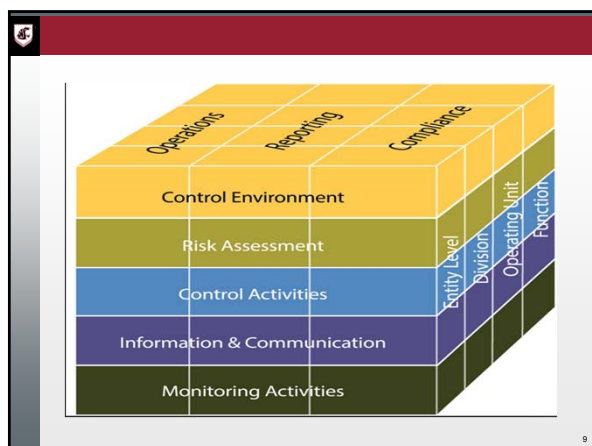 Operations
Reporting
Compliance
Control Environment
Risk Assessment
Control Activities
Information & Communication
Monitoring Activities
Entity Level
Division
Operating Unit
Function
9